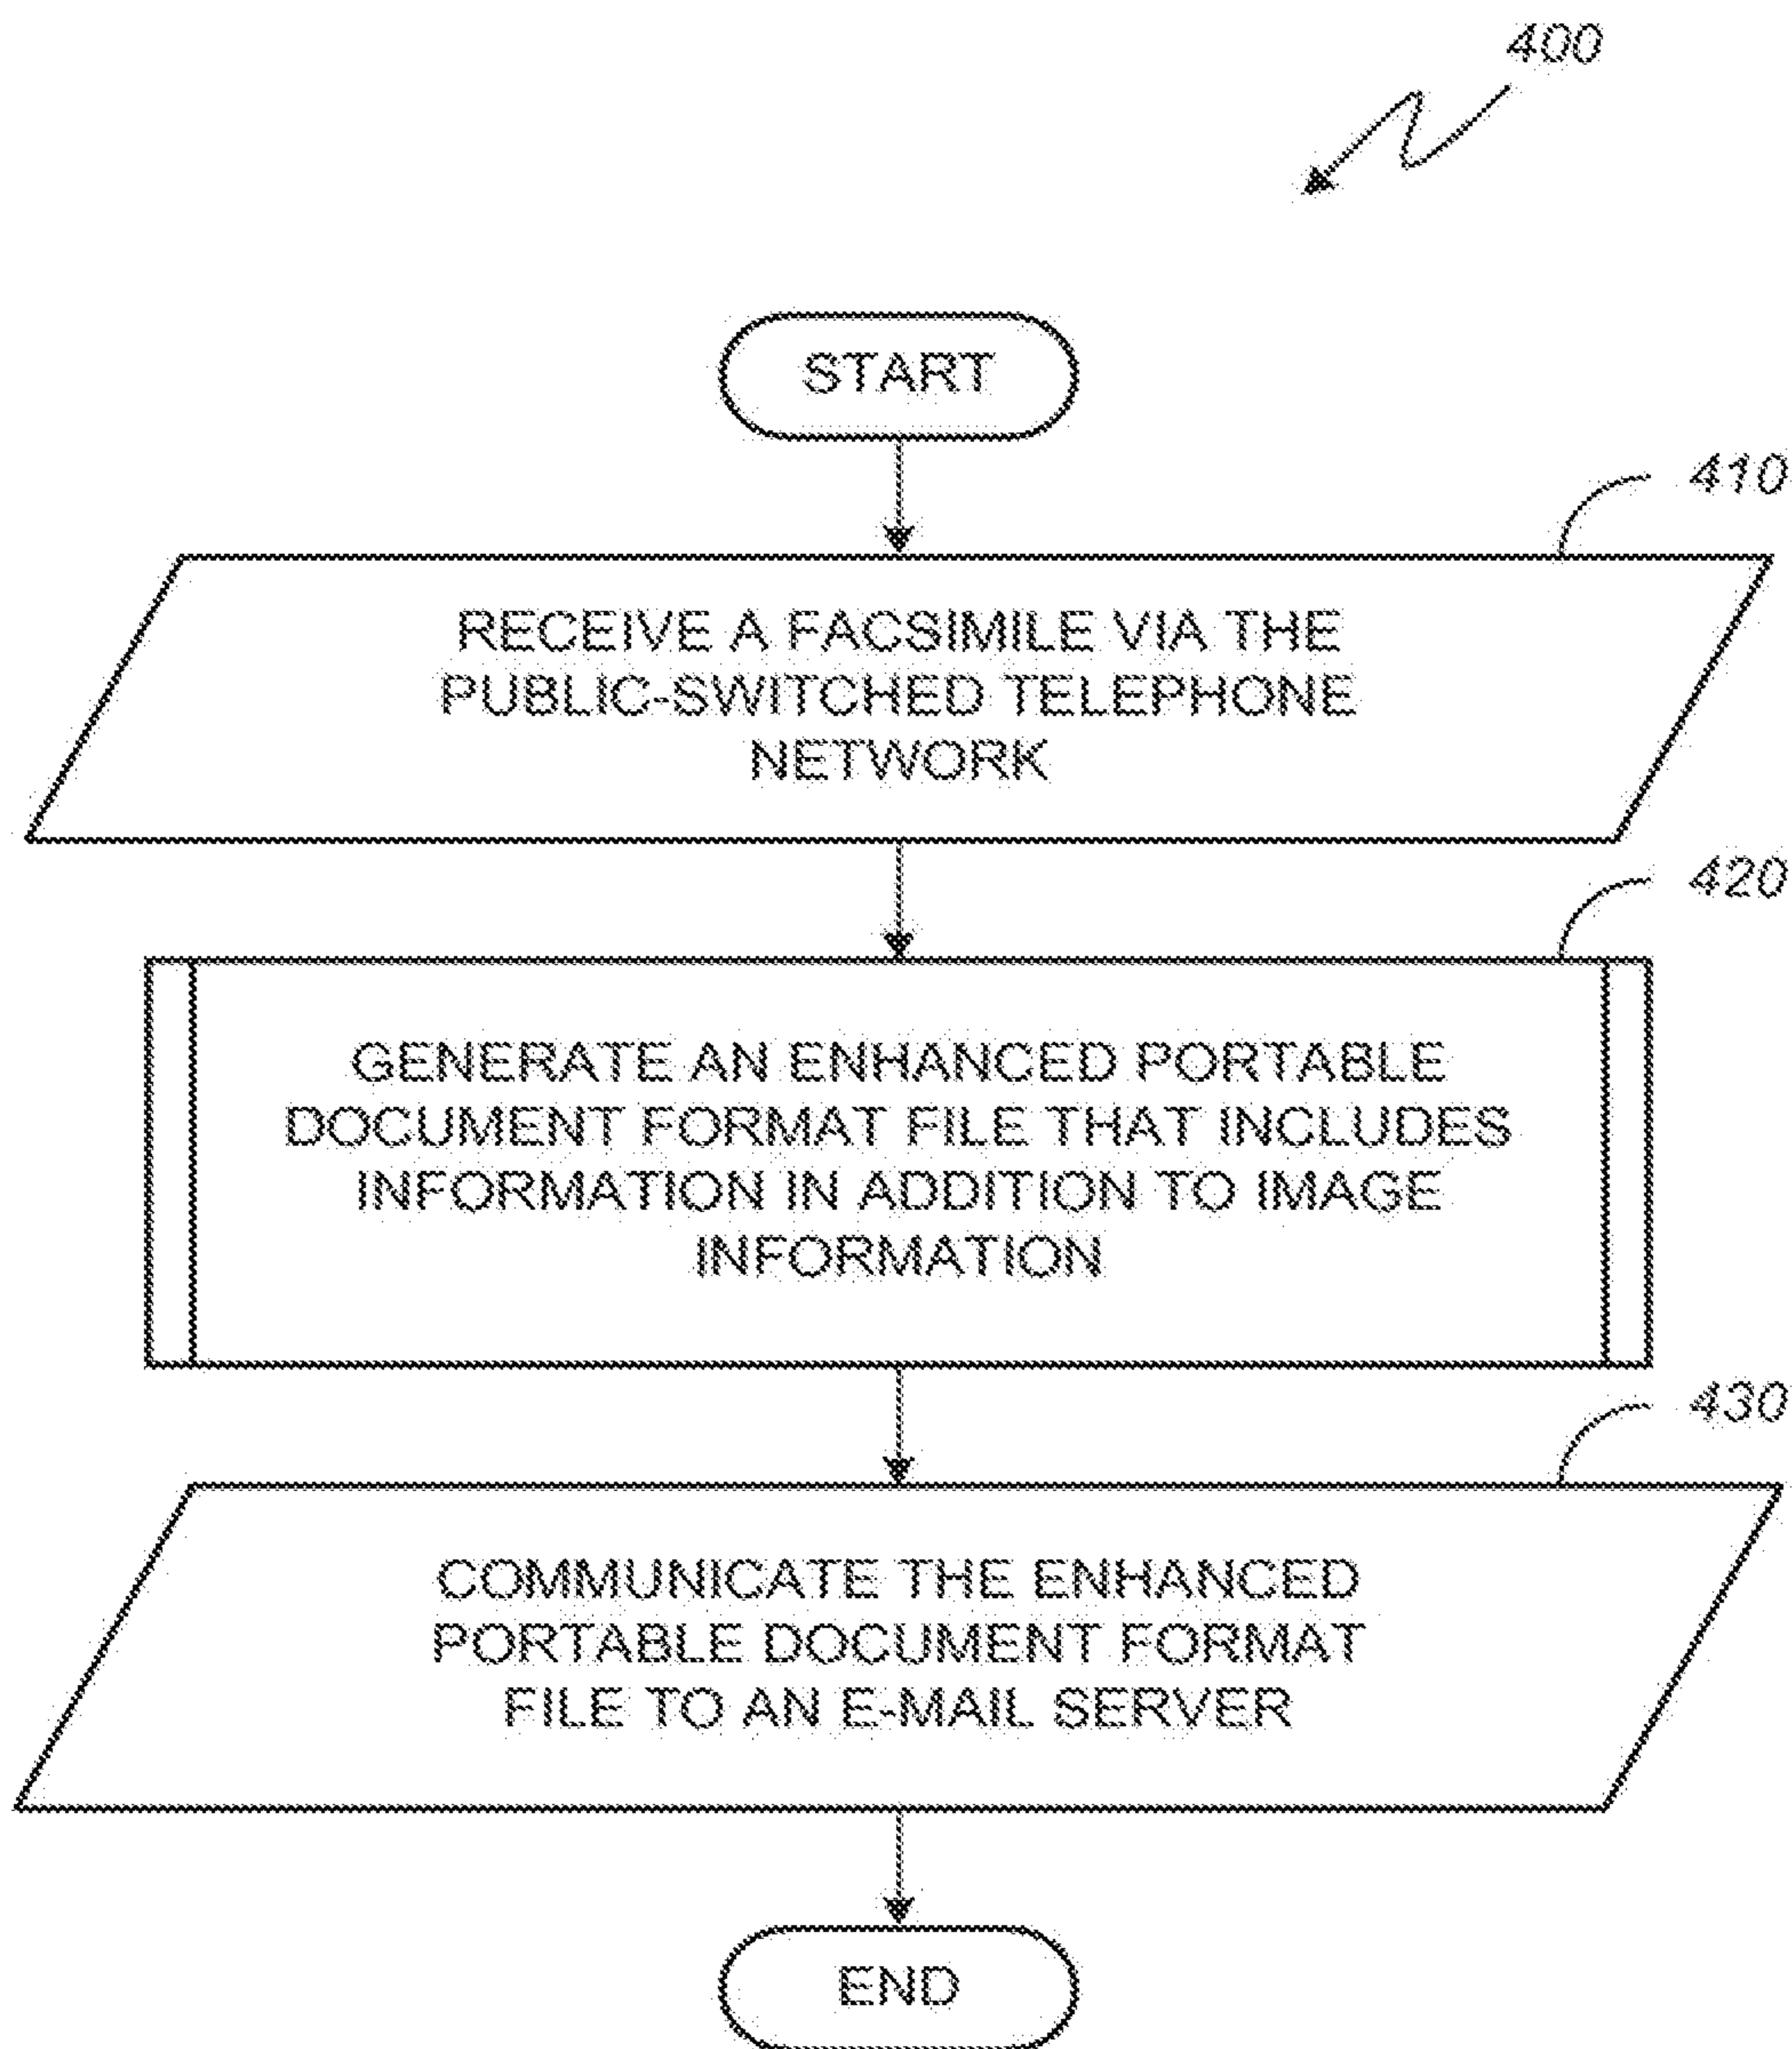 400
START
410
RECEIVE A FACSIMILE VIA THE
PUBLIC-SWITCHED TELEPHONE
NETWORK
420
GENERATE AN ENHANCED PORTABLE
DOCUMENT FORMAT FILE THAT INCLUDES
INFORMATION IN ADDITION TO IMAGE
INFORMATION
430
COMMUNICATE THE ENHANCED
PORTABLE DOCUMENT FORMAT
FILE TO AN E-MAIL SERVER
END